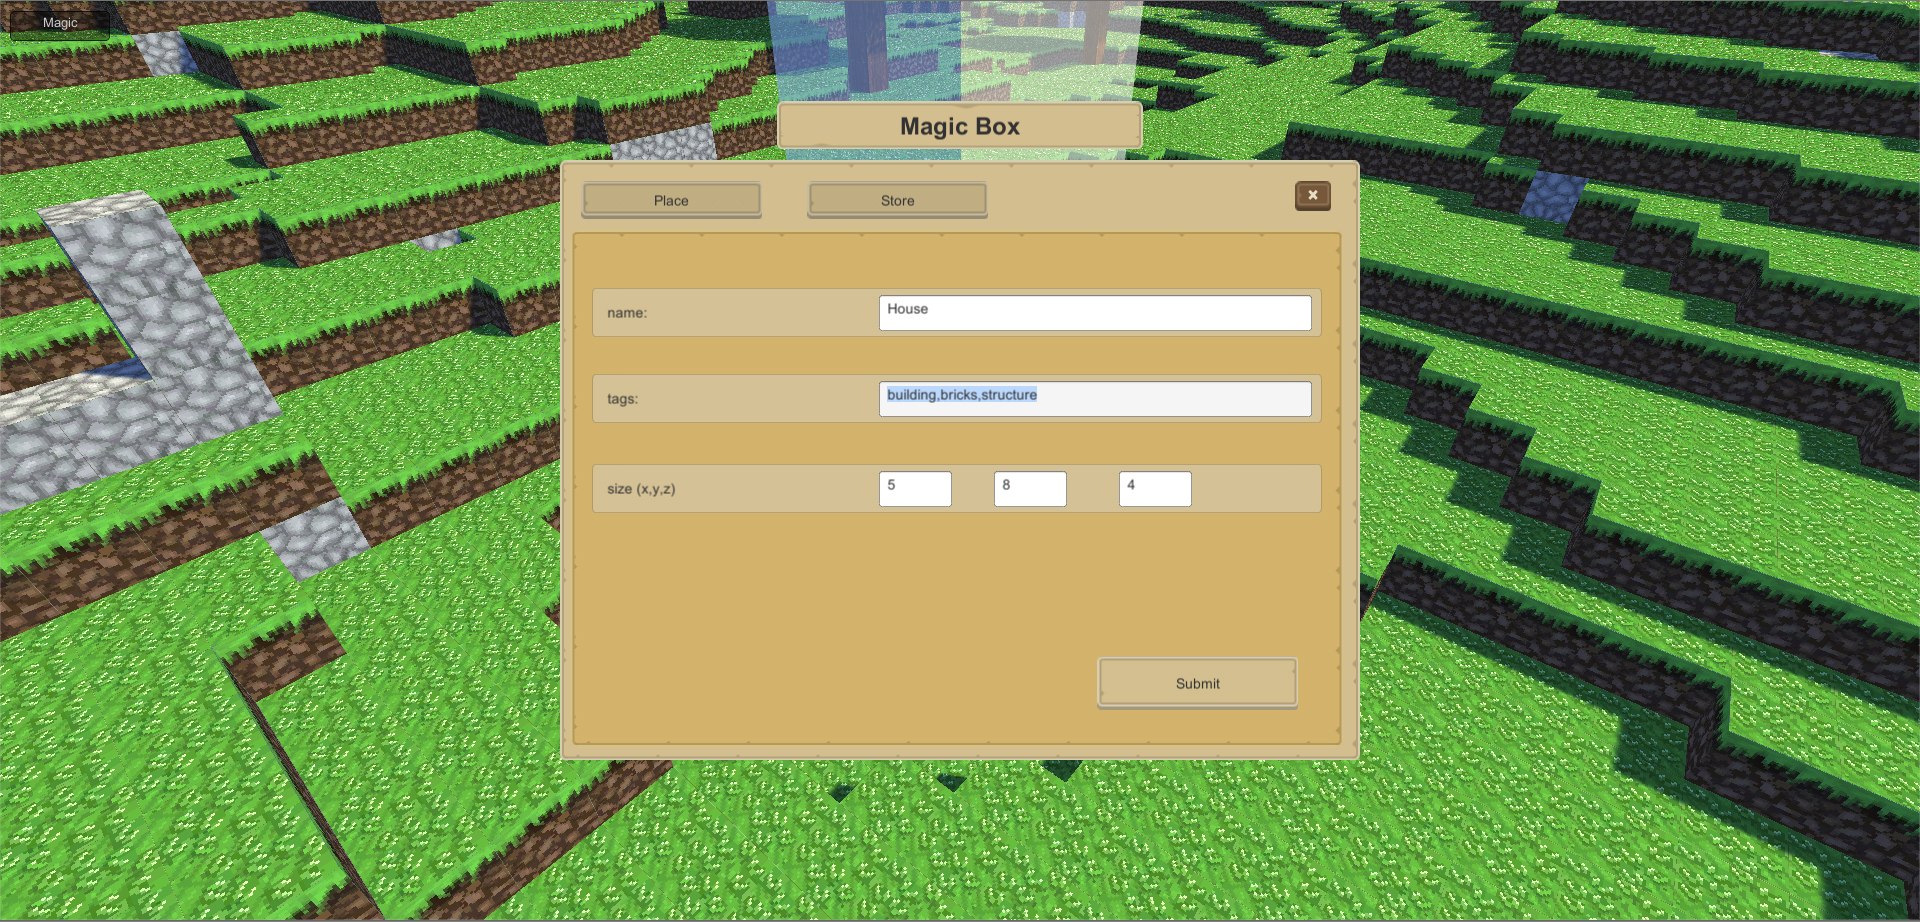 Magic
Magic Box
Place
Store
name:
House
tags:
building,bricks,structure
size (x,y,z)
5
8
4
Submit